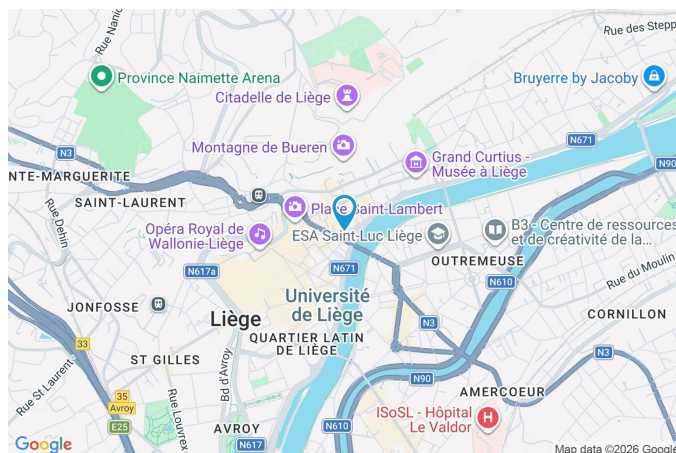 Rue des Stepp
Rue Nanic
Province Naimette Arena
Bruyerre by Jacoby
Citadelle de Liège
N671
Montagne de Bueren
N3
Grand Curtius -
Musée à Liège
N90
NTE-MARGUERITE
SAINT-LAURENT
Place Saint-Lambert
Opéra Royal de
Wallonie-Liège
ESA Saint-Luc Liège
B3 - Centre de ressources
et de créativité de la...
Rue Dehin
OUTREMEUSE
N617a
N671
N610
Rue du Moulin
JONFOSSE
Université
de Liège
Liège
N3
CORNILLON
33
QUARTIER LATIN
DE LIÈGE
ST GILLES
Bd d'Avroy
N3
Rue St Laurent
N90
AMERCOEUR
35
Avroy
E25
Rue Louvrex
ISoSL - Hôpital
Le Valdor
AVROY
N610
N617
Google
Map data ©2026 Google